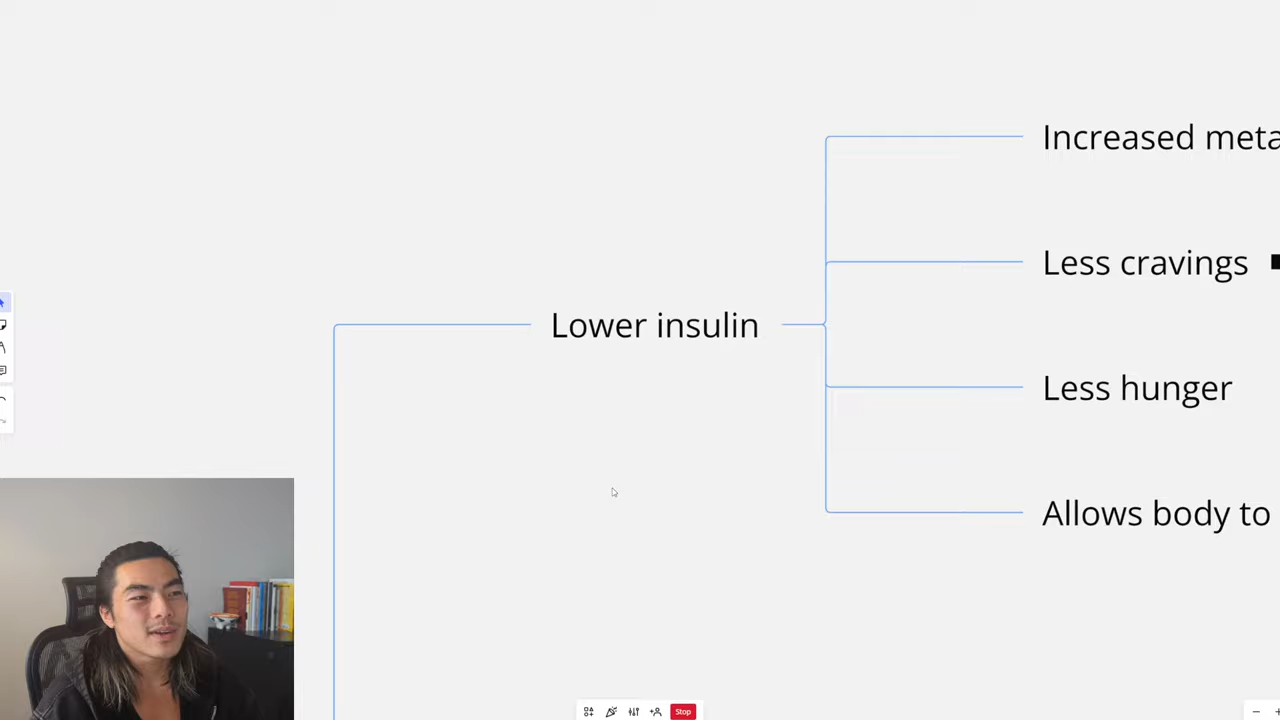 Increased meta
Less cravings
Lower insulin
Less hunger
Allows body to
Stop